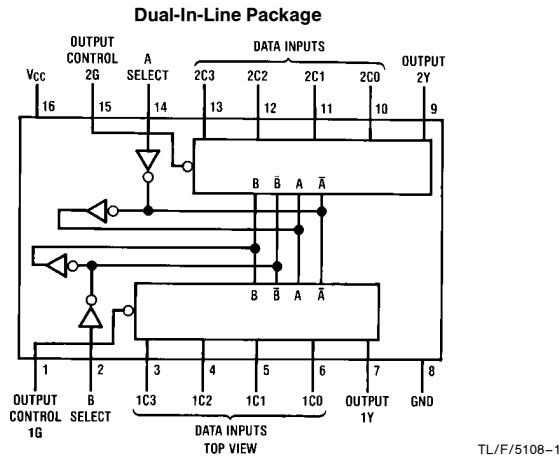 Dual-In-Line Package
OUTPUT CONTROL 2G
A SELECT
DATA INPUTS
OUTPUT 2Y
VCC
2C3 2C2 2C1 2C0
16 15 14 13 12 11 10 9
B B̅ A A̅
B B̅ A A̅
1 2 3 4 5 6 7 8
OUTPUT CONTROL 1G
B SELECT
1C3 1C2 1C1 1C0
OUTPUT 1Y
GND
DATA INPUTS
TOP VIEW
TL/F/5108–1